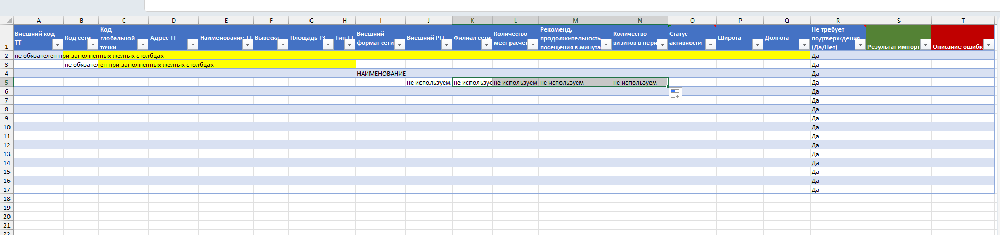 A B C D E F G H I J K L M N O P Q R S T
1 Внешний код ТТ Код сети Код глобальной точки Адрес ТТ Наименование ТТ Вывеска Площадь ТЗ Тип ТТ Внешний формат сети Внешний РЦ Филиал сети Количество мест расчет Рекоменд. продолжительность посещения в минута Количество визитов в пери Статус активности Широта Долгота Не требует подтверждения (Да/Нет) Результат импорт Описание ошибк
2 не обязателен при заполненных желтых столбцах Да
3 не обязателен при заполненных желтых столбцах Да
4 НАИМЕНОВАНИЕ Да
5 не используем не используе не используем не используем не используем Да
6 Да
7 Да
8 Да
9 Да
10 Да
11 Да
12 Да
13 Да
14 Да
15 Да
16 Да
17 Да
18
19
20
21
22